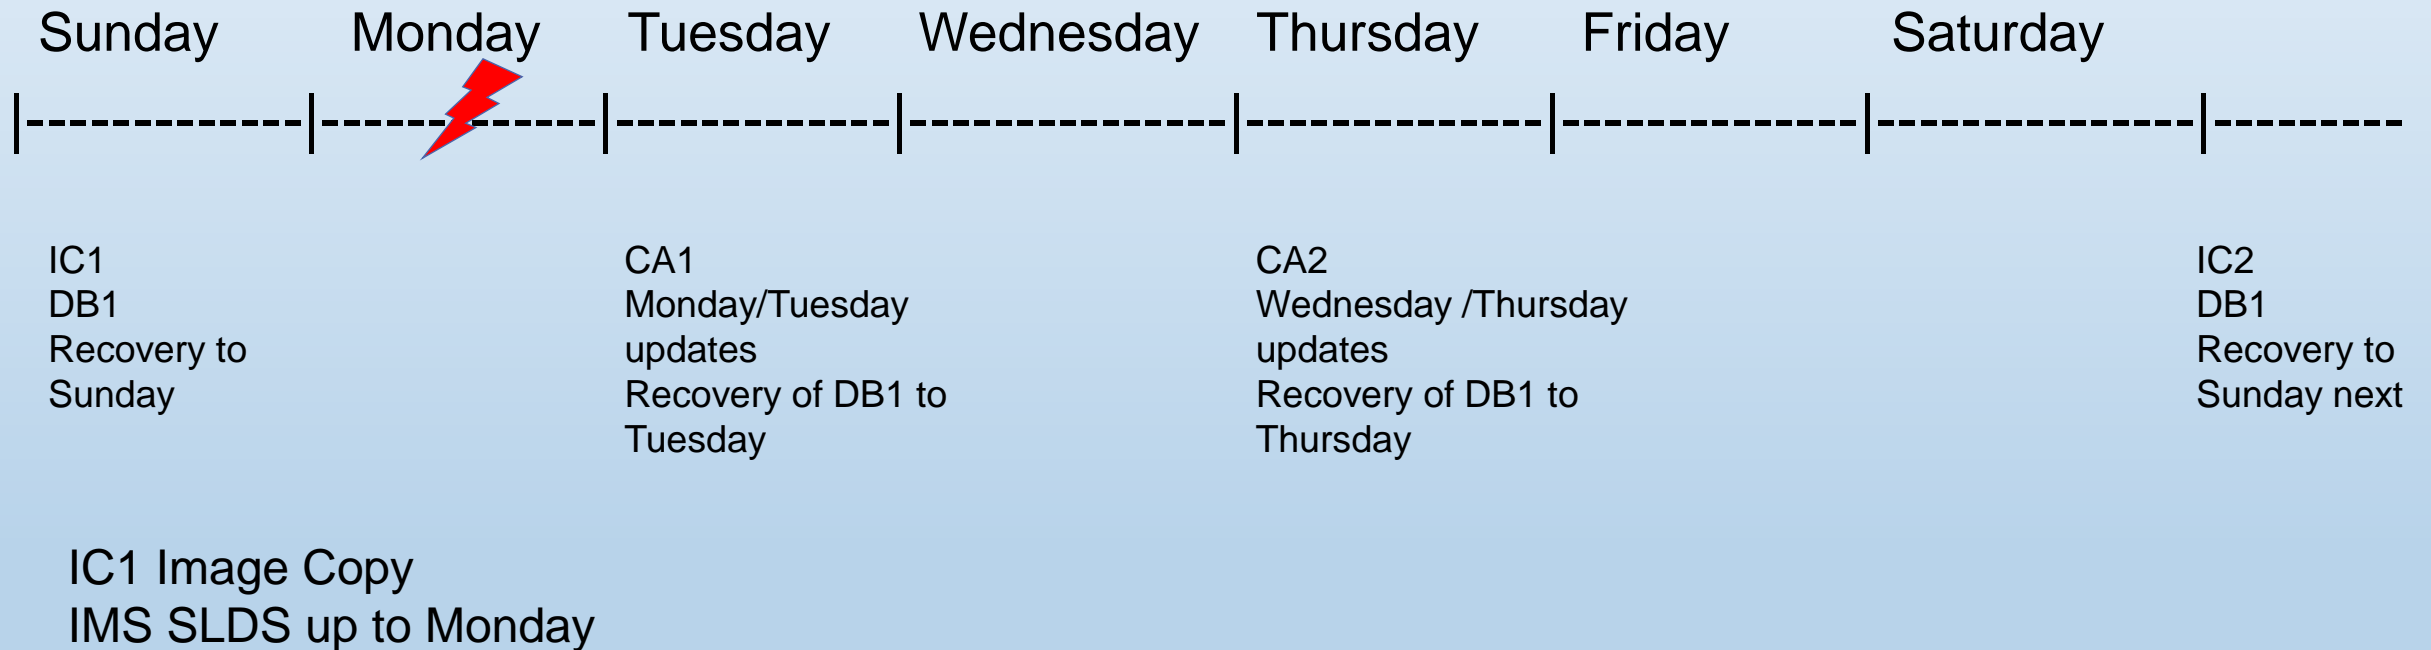 Sunday Monday Tuesday Wednesday Thursday Friday Saturday
IC1
DB1
Recovery to
Sunday
CA1
Monday/Tuesday
updates
Recovery of DB1 to
Tuesday
CA2
Wednesday /Thursday
updates
Recovery of DB1 to
Thursday
IC2
DB1
Recovery to
Sunday next
IC1 Image Copy
IMS SLDS up to Monday